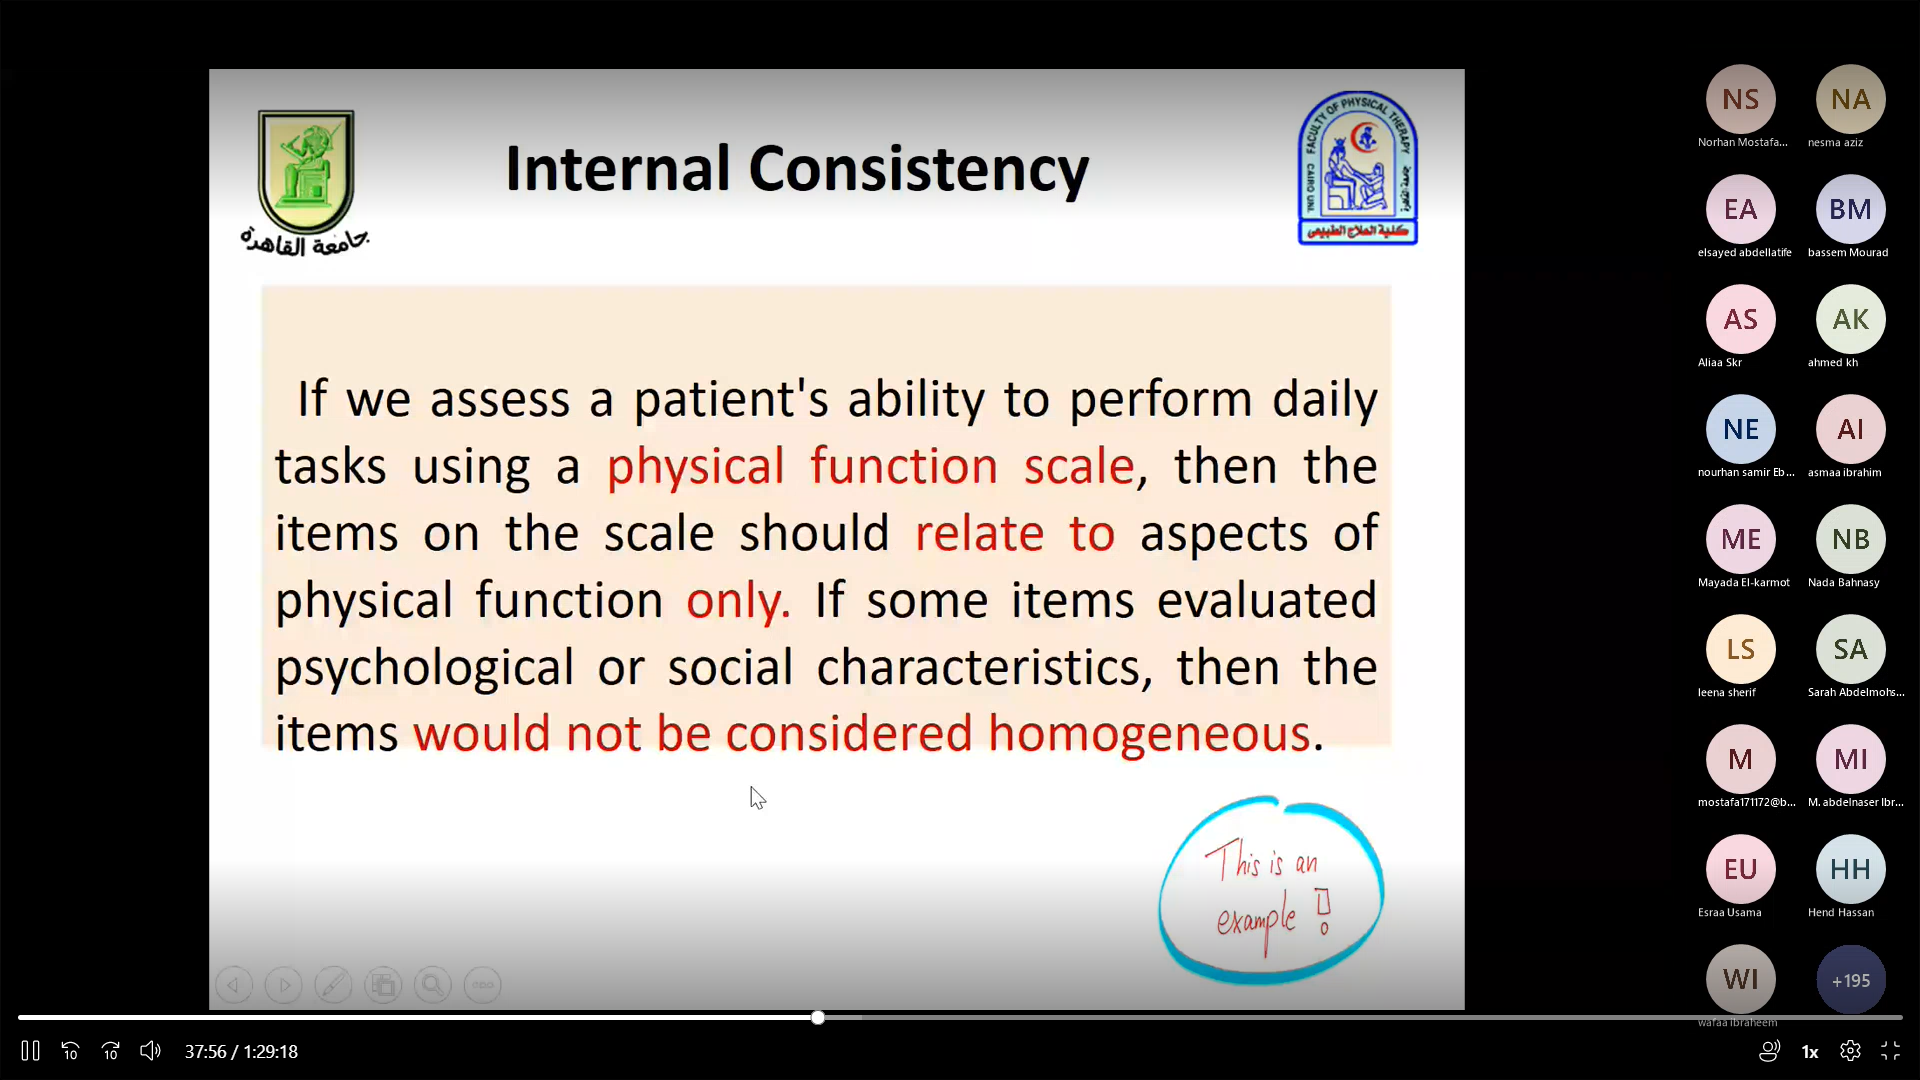 Internal Consistency
جامعة القاهرة
FACULTY OF PHYSICAL THERAPY
CAIRO UNI.
جامعة القاهرة
كلية العلاج الطبيعى
If we assess a patient's ability to perform daily
tasks using a physical function scale, then the
items on the scale should relate to aspects of
physical function only. If some items evaluated
psychological or social characteristics, then the
items would not be considered homogeneous.
This is an
example !
NS
Norhan Mostafa...
NA
nesma aziz
EA
elsayed abdellatife
BM
bassem Mourad
AS
Aliaa Skr
AK
ahmed kh
NE
nourhan samir Eb...
AI
asmaa ibrahim
ME
Mayada El-karmot
NB
Nada Bahnasy
LS
leena sherif
SA
Sarah Abdelmohs...
M
mostafa171172@b...
MI
M. abdelnaser Ibr...
EU
Esraa Usama
HH
Hend Hassan
WI
wafaa ibraheem
+195
10
10
37:56 / 1:29:18
1x